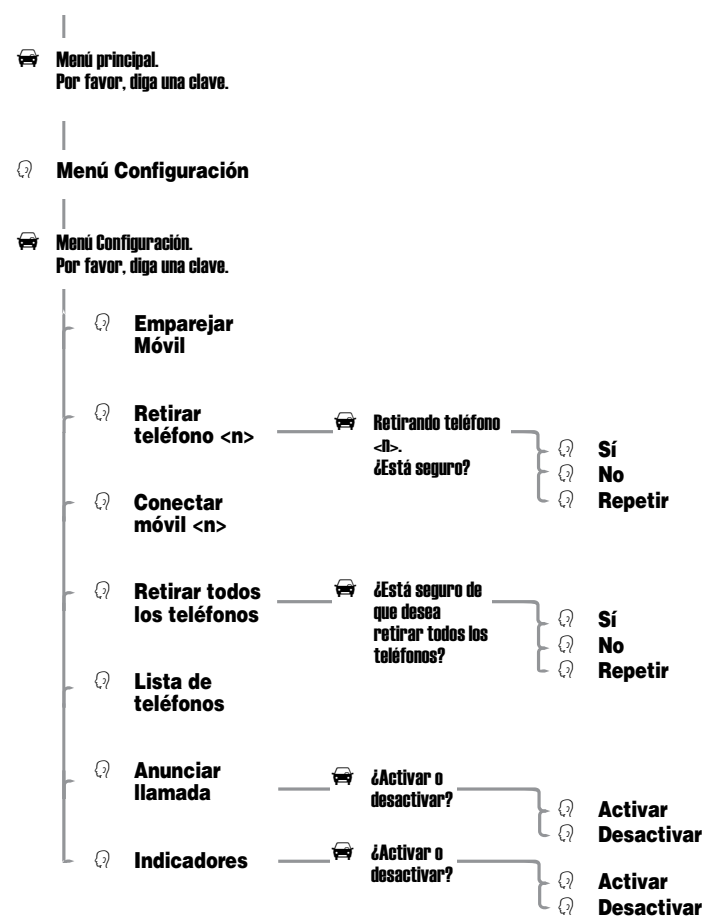 Menú principal.
Por favor, diga una clave.
Menú Configuración
Menú Configuración.
Por favor, diga una clave.
Emparejar
Móvil
Retirar
teléfono <n>
Retirando teléfono
<n>.
¿Está seguro?
Sí
No
Repetir
Conectar
móvil <n>
Retirar todos
los teléfonos
¿Está seguro de
que desea
retirar todos los
teléfonos?
Sí
No
Repetir
Lista de
teléfonos
Anunciar
llamada
¿Activar o
desactivar?
Activar
Desactivar
Indicadores
¿Activar o
desactivar?
Activar
Desactivar